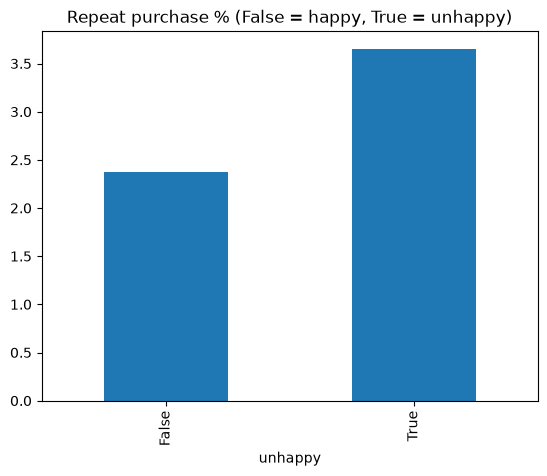 Repeat purchase % (False = happy, True = unhappy)
3.5
3.0
2.5
2.0
1.5
1.0
0.5
0.0
False
True
unhappy